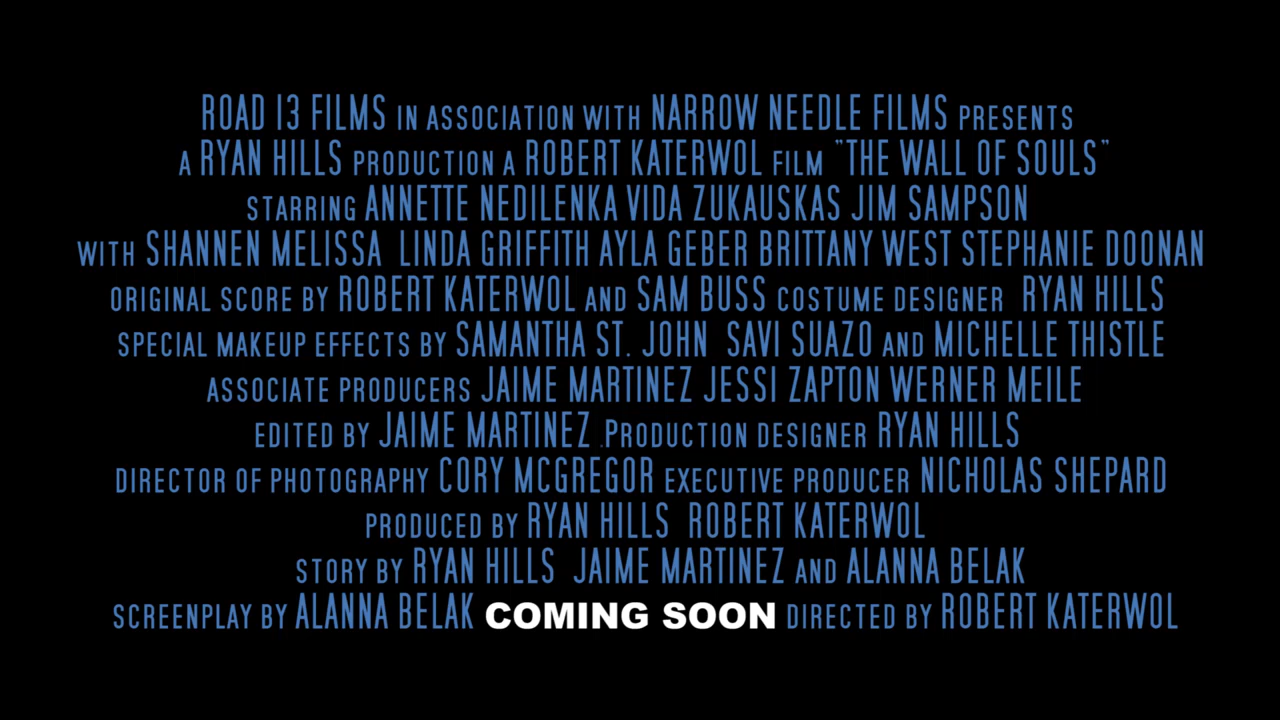 ROAD 13 FILMS IN ASSOCIATION WITH NARROW NEEDLE FILMS PRESENTS
A RYAN HILLS PRODUCTION A ROBERT KATERWOL FILM "THE WALL OF SOULS"
STARRING ANNETTE NEDILENKA VIDA ZUKAUSKAS JIM SAMPSON
WITH SHANNEN MELISSA LINDA GRIFFITH AYLA GEBER BRITTANY WEST STEPHANIE DOONAN
ORIGINAL SCORE BY ROBERT KATERWOL AND SAM BUSS COSTUME DESIGNER RYAN HILLS
SPECIAL MAKEUP EFFECTS BY SAMANTHA ST. JOHN SAVI SUAZO AND MICHELLE THISTLE
ASSOCIATE PRODUCERS JAIME MARTINEZ JESSI ZAPTON WERNER MEILE
EDITED BY JAIME MARTINEZ .PRODUCTION DESIGNER RYAN HILLS
DIRECTOR OF PHOTOGRAPHY CORY MCGREGOR EXECUTIVE PRODUCER NICHOLAS SHEPARD
PRODUCED BY RYAN HILLS ROBERT KATERWOL
STORY BY RYAN HILLS JAIME MARTINEZ AND ALANNA BELAK
SCREENPLAY BY ALANNA BELAK COMING SOON DIRECTED BY ROBERT KATERWOL